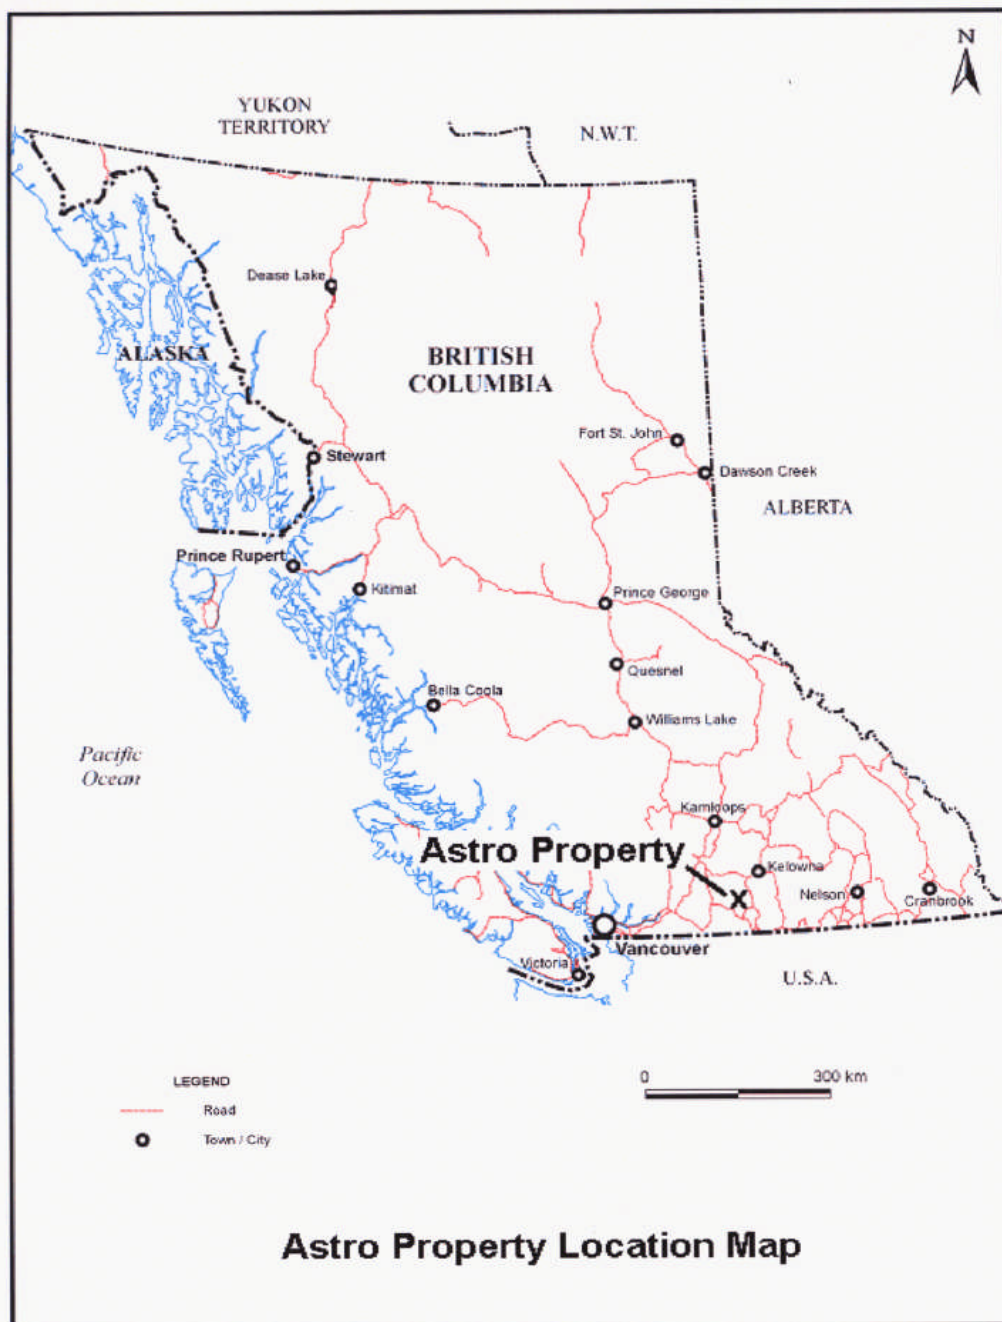 N
YUKON
TERRITORY
N.W.T.
Dease Lake
ALASKA
BRITISH
COLUMBIA
Fort St. John
Stewart
Dawson Creek
ALBERTA
Prince Rupert
Kitimat
Prince George
Quesnel
Bella Coola
Williams Lake
Pacific
Ocean
Kamloops
Astro Property
Kelowna
X
Nelson
Cranbrook
Vancouver
Victoria
U.S.A.
0 300 km
LEGEND
Road
Town / City
Astro Property Location Map